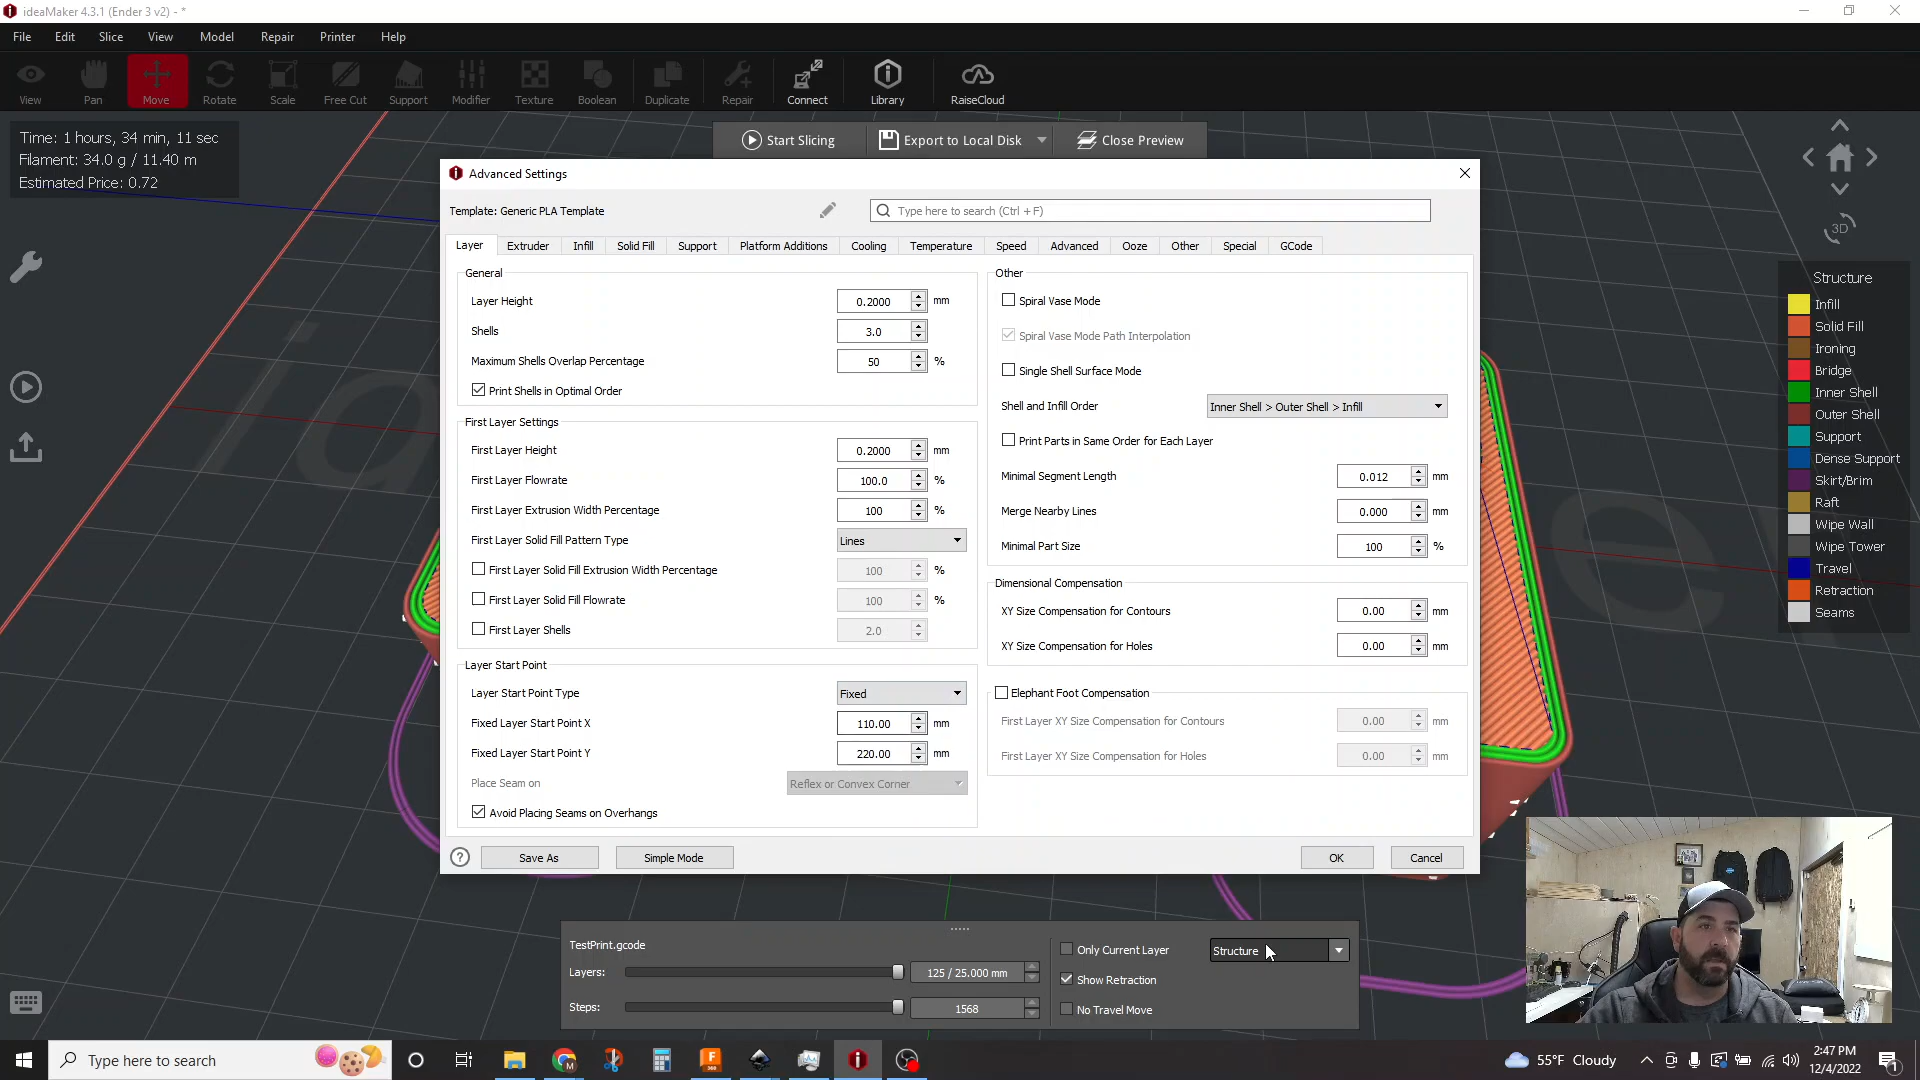 ideaMaker 4.3.1 (Ender 3 v2) - *
File Edit Slice View Model Repair Printer Help
View Pan Move Rotate Scale Free Cut Support Modifier Texture Boolean Duplicate Repair Connect Library RaiseCloud
Time: 1 hours, 34 min, 11 sec
Filament: 34.0 g / 11.40 m
Estimated Price: 0.72
Start Slicing Export to Local Disk Close Preview
Advanced Settings
Template: Generic PLA Template
Type here to search (Ctrl + F)
Layer Extruder Infill Solid Fill Support Platform Additions Cooling Temperature Speed Advanced Ooze Other Special GCode
General
Layer Height 0.2000 mm
Shells 3.0
Maximum Shells Overlap Percentage 50 %
Print Shells in Optimal Order
First Layer Settings
First Layer Height 0.2000 mm
First Layer Flowrate 100.0 %
First Layer Extrusion Width Percentage 100 %
First Layer Solid Fill Pattern Type Lines
First Layer Solid Fill Extrusion Width Percentage 100 %
First Layer Solid Fill Flowrate 100 %
First Layer Shells 2.0
Layer Start Point
Layer Start Point Type Fixed
Fixed Layer Start Point X 110.00 mm
Fixed Layer Start Point Y 220.00 mm
Place Seam on Reflex or Convex Corner
Avoid Placing Seams on Overhangs
Other
Spiral Vase Mode
Spiral Vase Mode Path Interpolation
Single Shell Surface Mode
Shell and Infill Order Inner Shell > Outer Shell > Infill
Print Parts in Same Order for Each Layer
Minimal Segment Length 0.012 mm
Merge Nearby Lines 0.000 mm
Minimal Part Size 100 %
Dimensional Compensation
XY Size Compensation for Contours 0.00 mm
XY Size Compensation for Holes 0.00 mm
Elephant Foot Compensation
First Layer XY Size Compensation for Contours 0.00 mm
First Layer XY Size Compensation for Holes 0.00 mm
? Save As Simple Mode OK Cancel
3D
Structure
Infill
Solid Fill
Ironing
Bridge
Inner Shell
Outer Shell
Support
Dense Support
Skirt/Brim
Raft
Wipe Wall
Wipe Tower
Travel
Retraction
Seams
TestPrint.gcode
Layers: 125 / 25.000 mm
Steps: 1568
Only Current Layer
Show Retraction
No Travel Move
Structure
Type here to search
55°F Cloudy
2:47 PM
12/4/2022